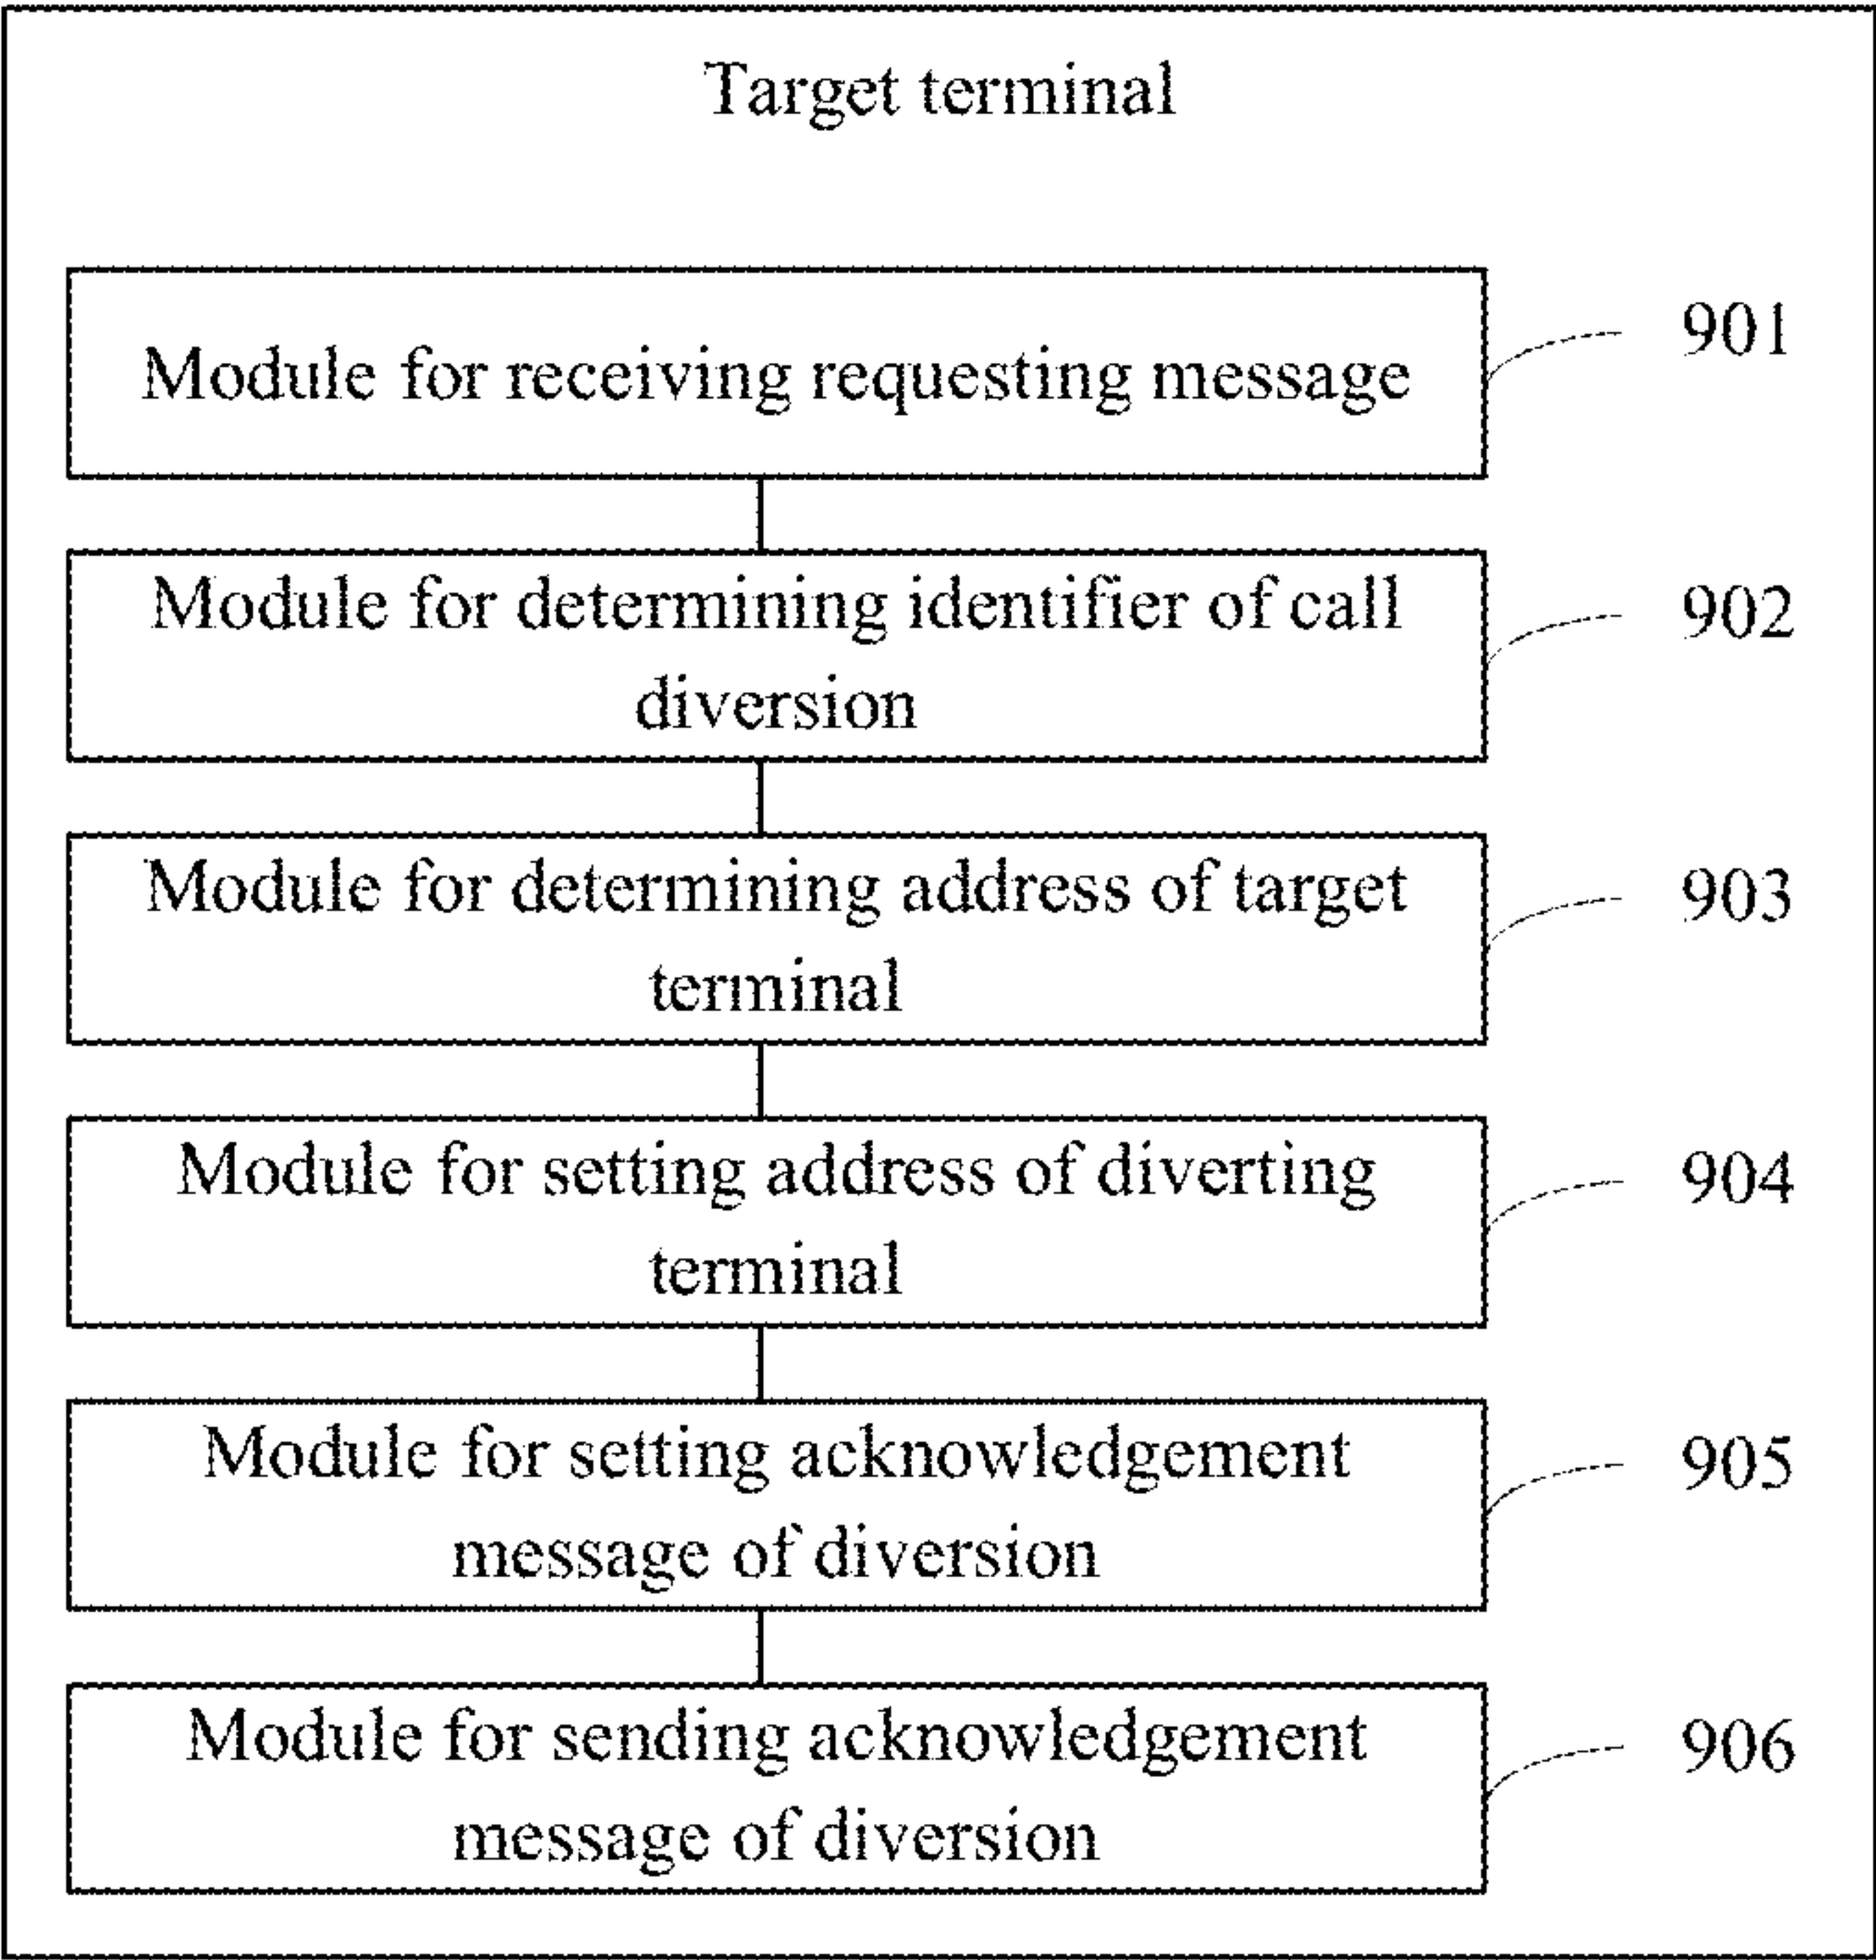 Target terminal
Module for receiving requesting message
901
Module for determining identifier of call
diversion
902
Module for determining address of target
terminal
903
Module for setting address of diverting
terminal
904
Module for setting acknowledgement
message of diversion
905
Module for sending acknowledgement
message of diversion
906